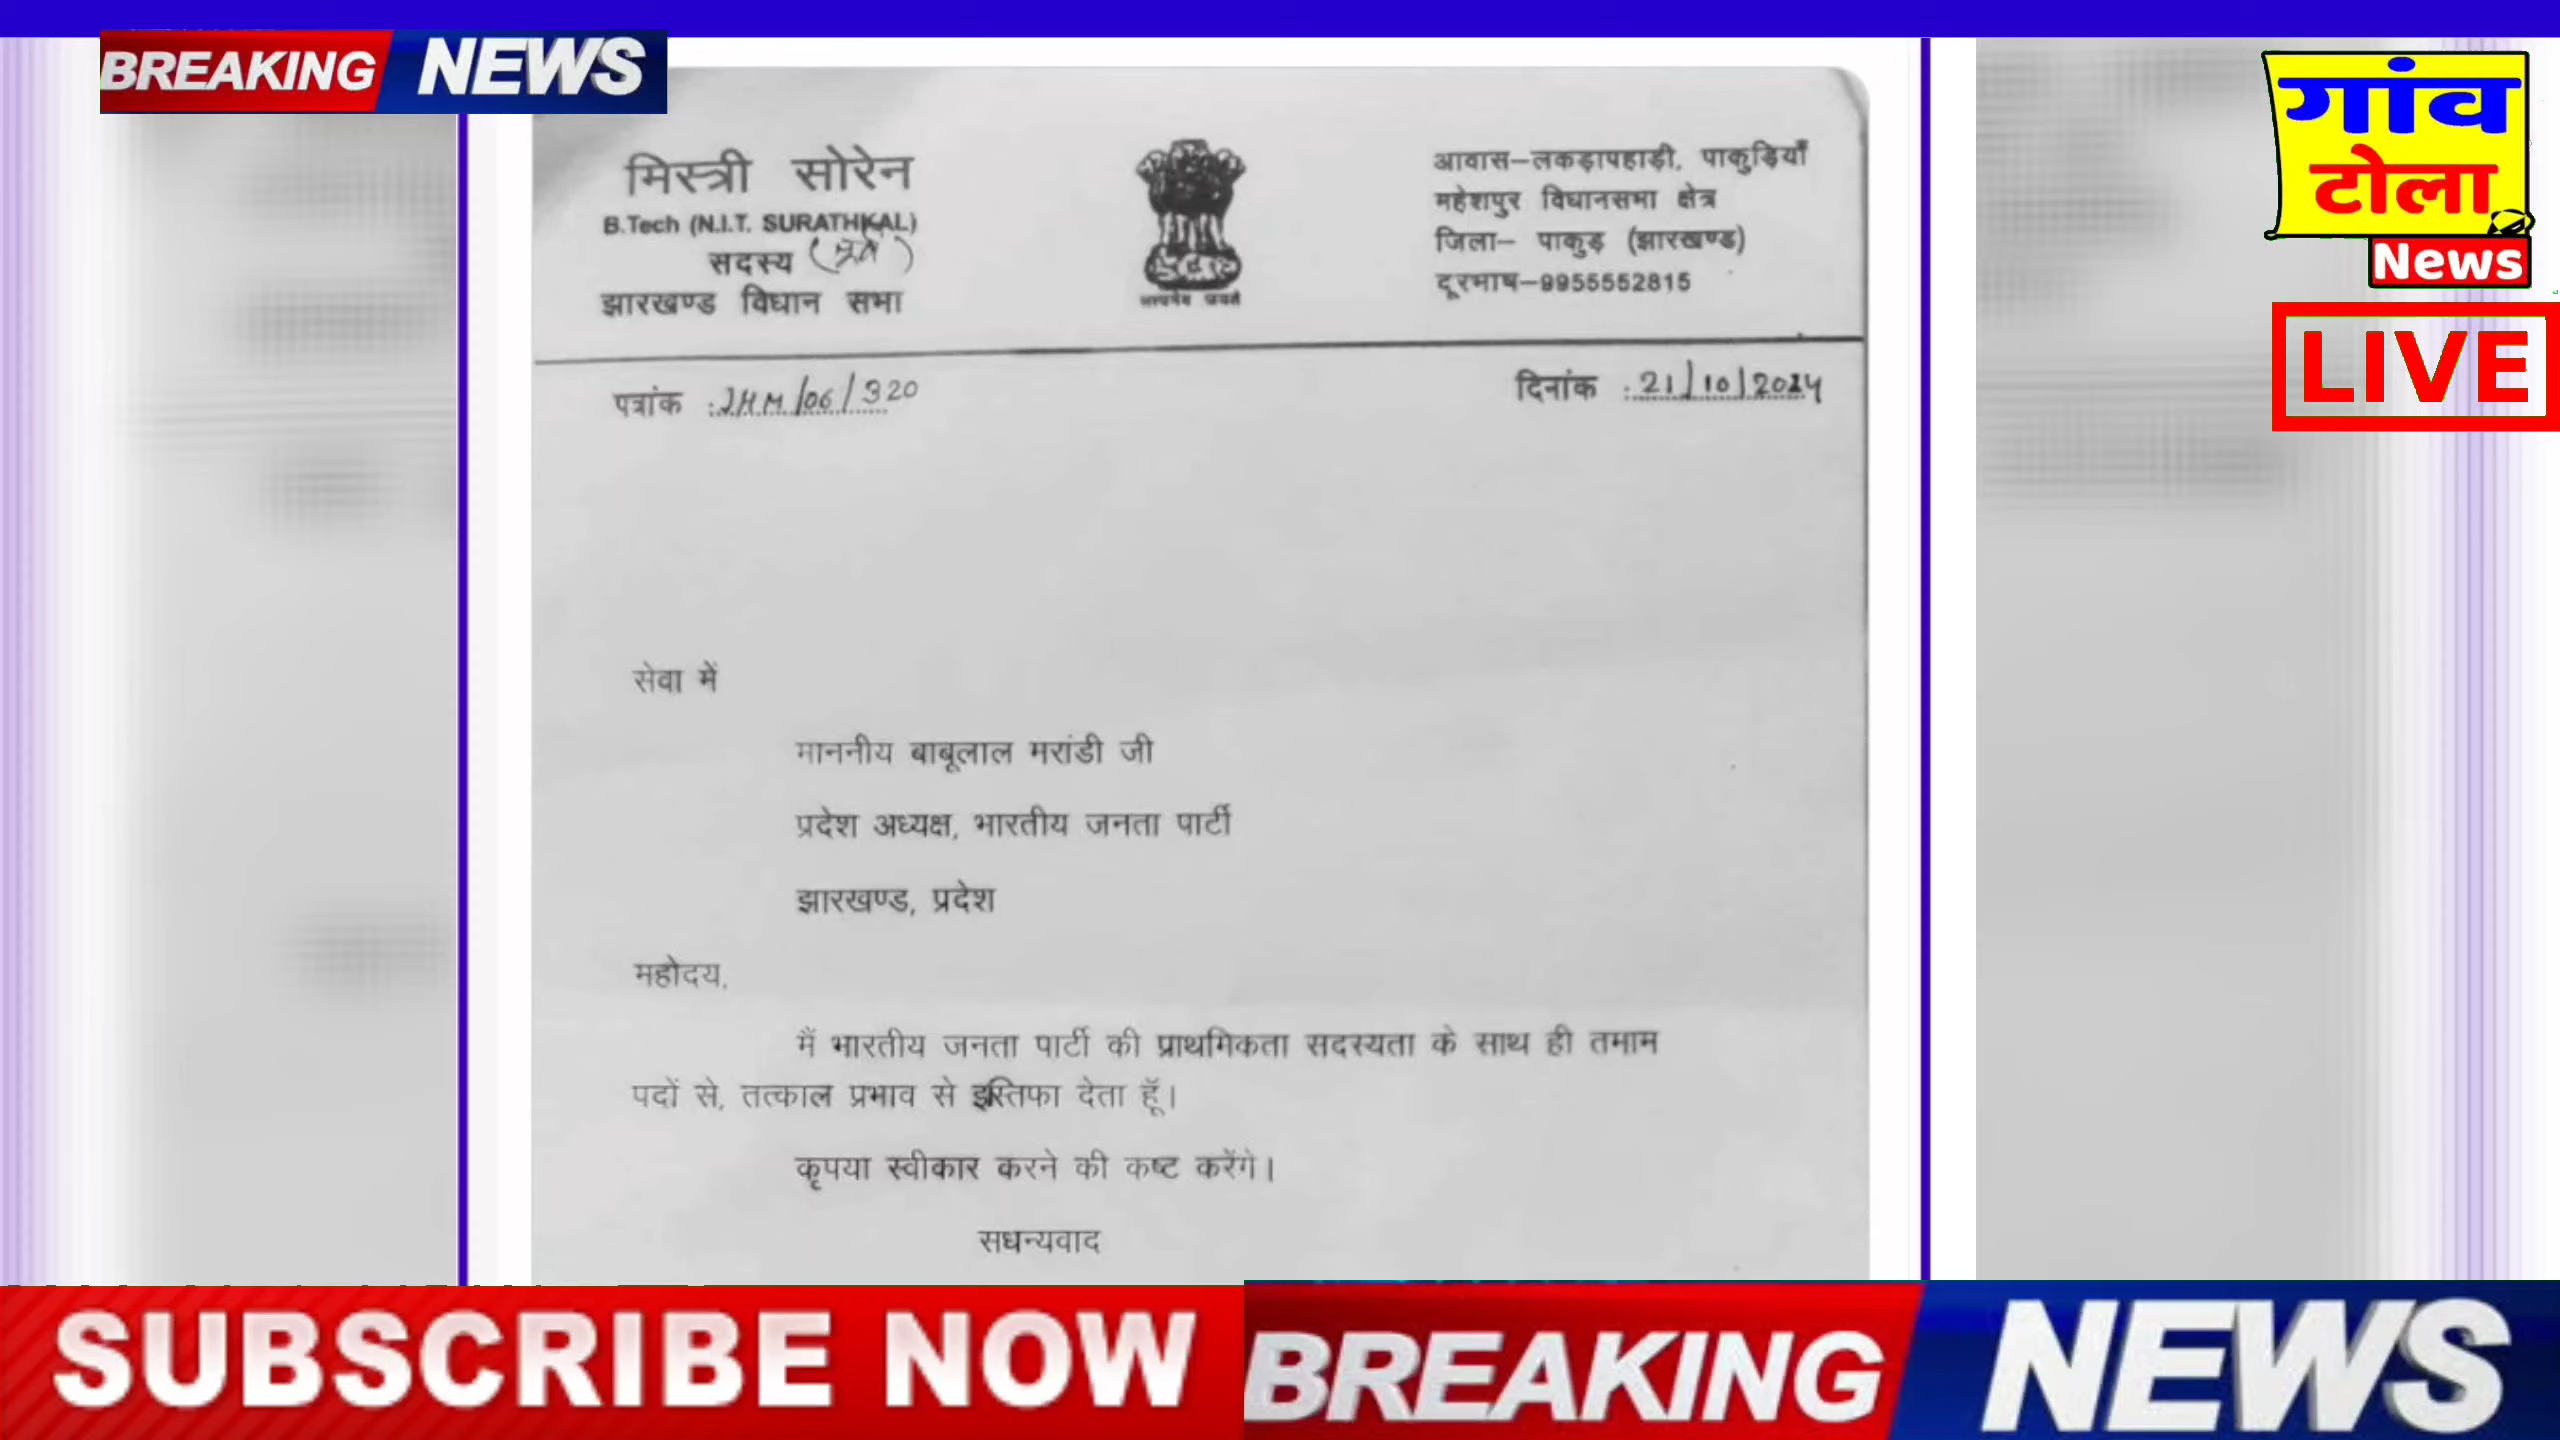 BREAKING NEWS
गांव
टोला
News
LIVE
मिस्त्री सोरेन
B.Tech (N.I.T. SURATHKAL)
सदस्य (पूर्व)
झारखण्ड विधान सभा
सत्यमेव जयते
आवास–लकड़ापहाड़ी, पाकुड़ियाँ
महेशपुर विधानसभा क्षेत्र
जिला– पाकुड़ (झारखण्ड)
दूरभाष–9955552815
पत्रांक :JHM/06/320
दिनांक :21/10/2024
सेवा में
माननीय बाबूलाल मरांडी जी
प्रदेश अध्यक्ष, भारतीय जनता पार्टी
झारखण्ड, प्रदेश
महोदय,
मैं भारतीय जनता पार्टी की प्राथमिकता सदस्यता के साथ ही तमाम
पदों से, तत्काल प्रभाव से इस्तिफा देता हूँ।
कृपया स्वीकार करने की कष्ट करेंगे।
सधन्यवाद
SUBSCRIBE NOW
BREAKING NEWS